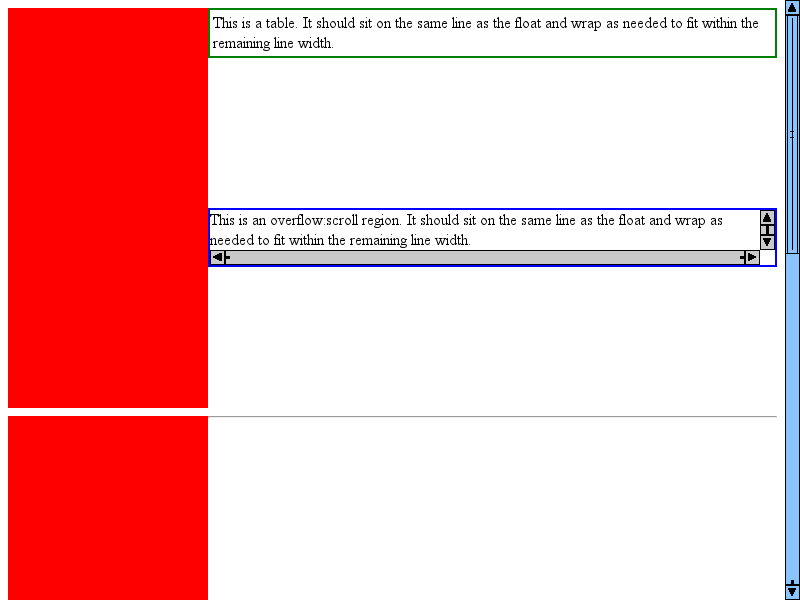 This is a table. It should sit on the same line as the float and wrap as needed to fit within the
remaining line width.
This is an overflow:scroll region. It should sit on the same line as the float and wrap as
needed to fit within the remaining line width.